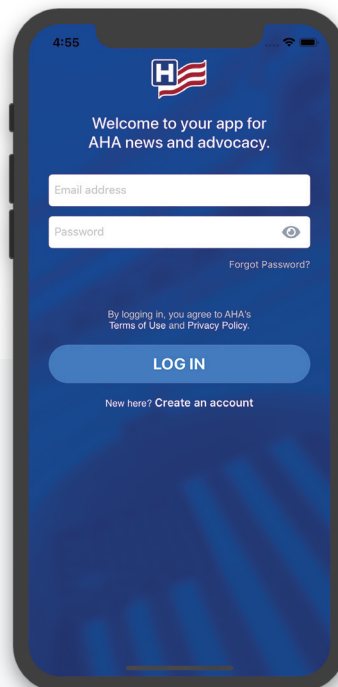 4:55
H
Welcome to your app for
AHA news and advocacy.
Email address
Password
Forgot Password?
By logging in, you agree to AHA's
Terms of Use and Privacy Policy.
LOG IN
New here? Create an account